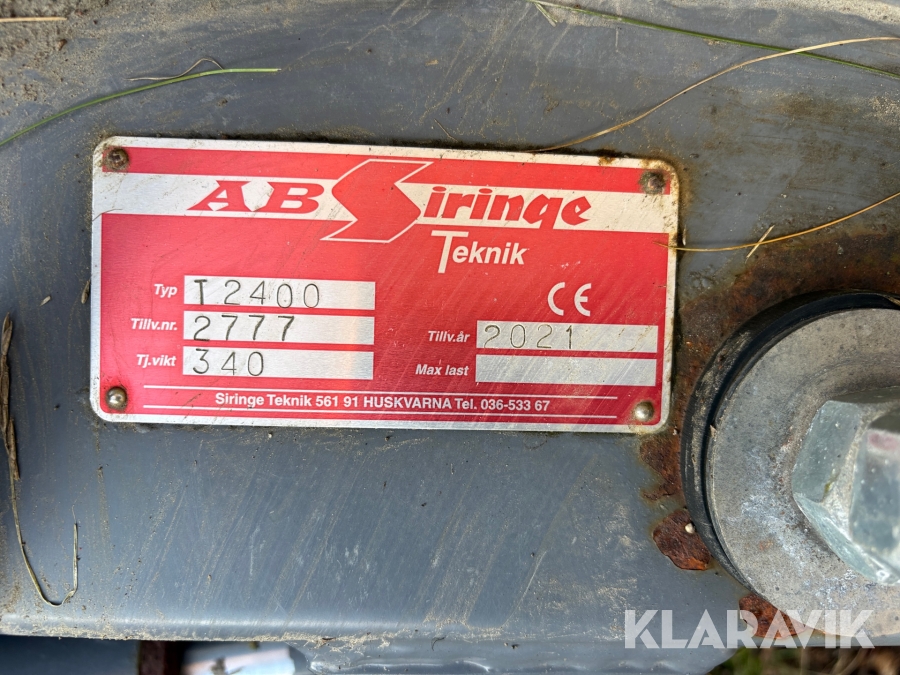 AB Siringe
Teknik
Typ T2400
CE
Tillv.nr. 2777
Tillv.år 2021
Tj.vikt 340
Max last
Siringe Teknik 561 91 HUSKVARNA Tel. 036-533 67
KLARAVIK